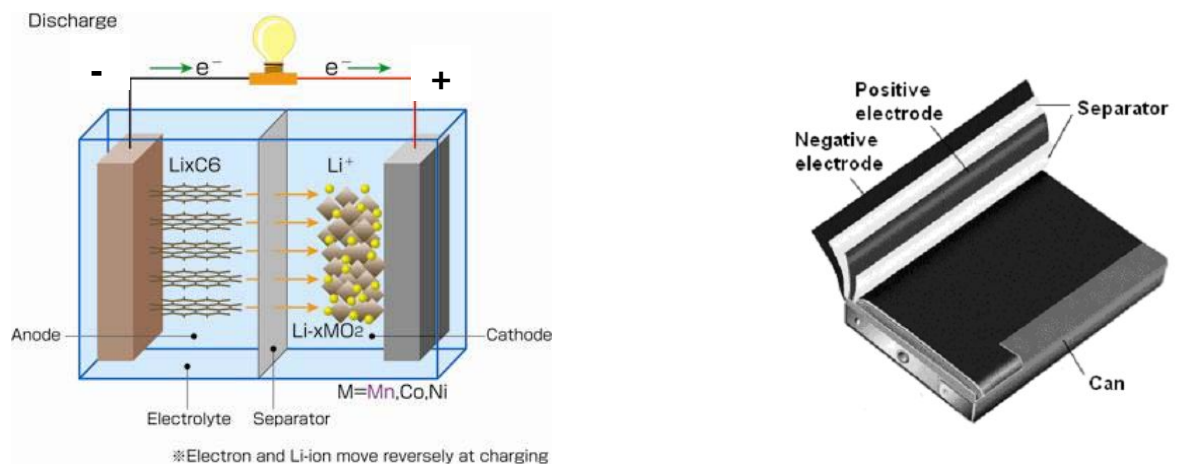 Discharge
-
e⁻
e⁻
+
LixC6
Li⁺
Anode
Li-xMO2
Cathode
M=Mn,Co,Ni
Electrolyte
Separator
※Electron and Li-ion move reversely at charging
Positive
electrode
Separator
Negative
electrode
Can